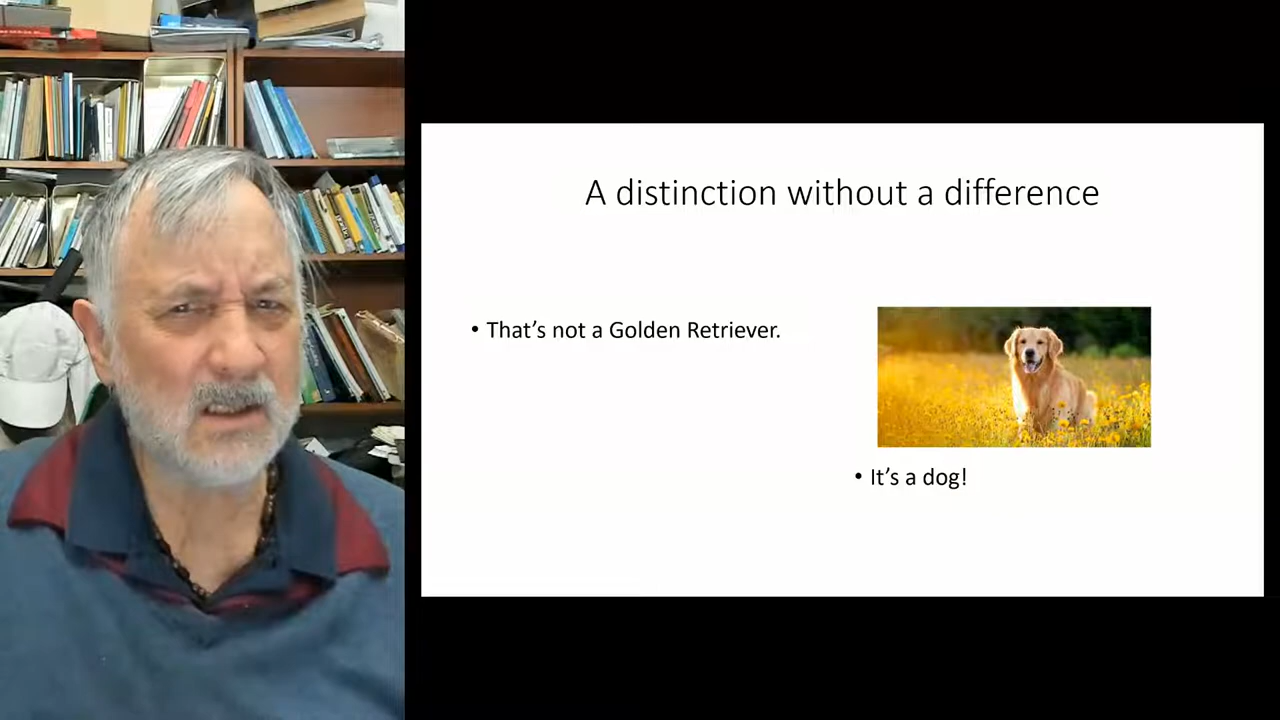 A distinction without a difference
• That’s not a Golden Retriever.
• It’s a dog!